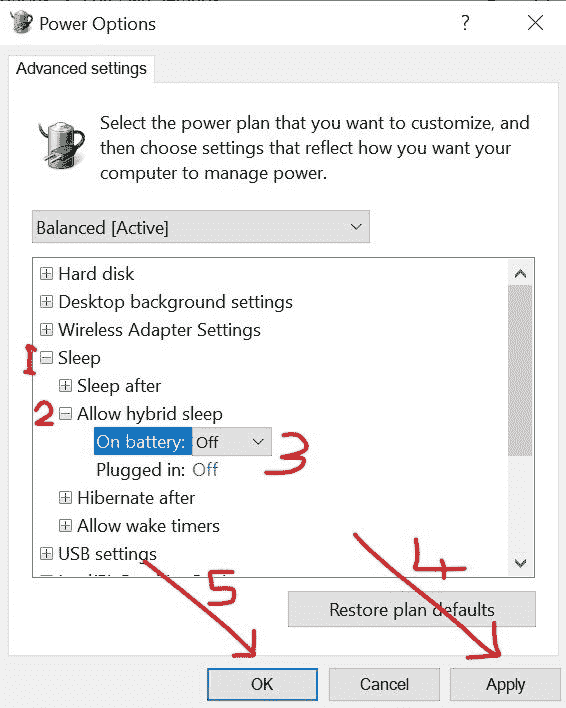 Power Options ?
Advanced settings
Select the power plan that you want to customize, and
then choose settings that reflect how you want your
computer to manage power.
Balanced [Active]
Hard disk
Desktop background settings
Wireless Adapter Settings
1 Sleep
Sleep after
2 Allow hybrid sleep
On battery: Off
Plugged in: Off
3
Hibernate after
Allow wake timers
USB settings
4
5
Restore plan defaults
OK Cancel Apply